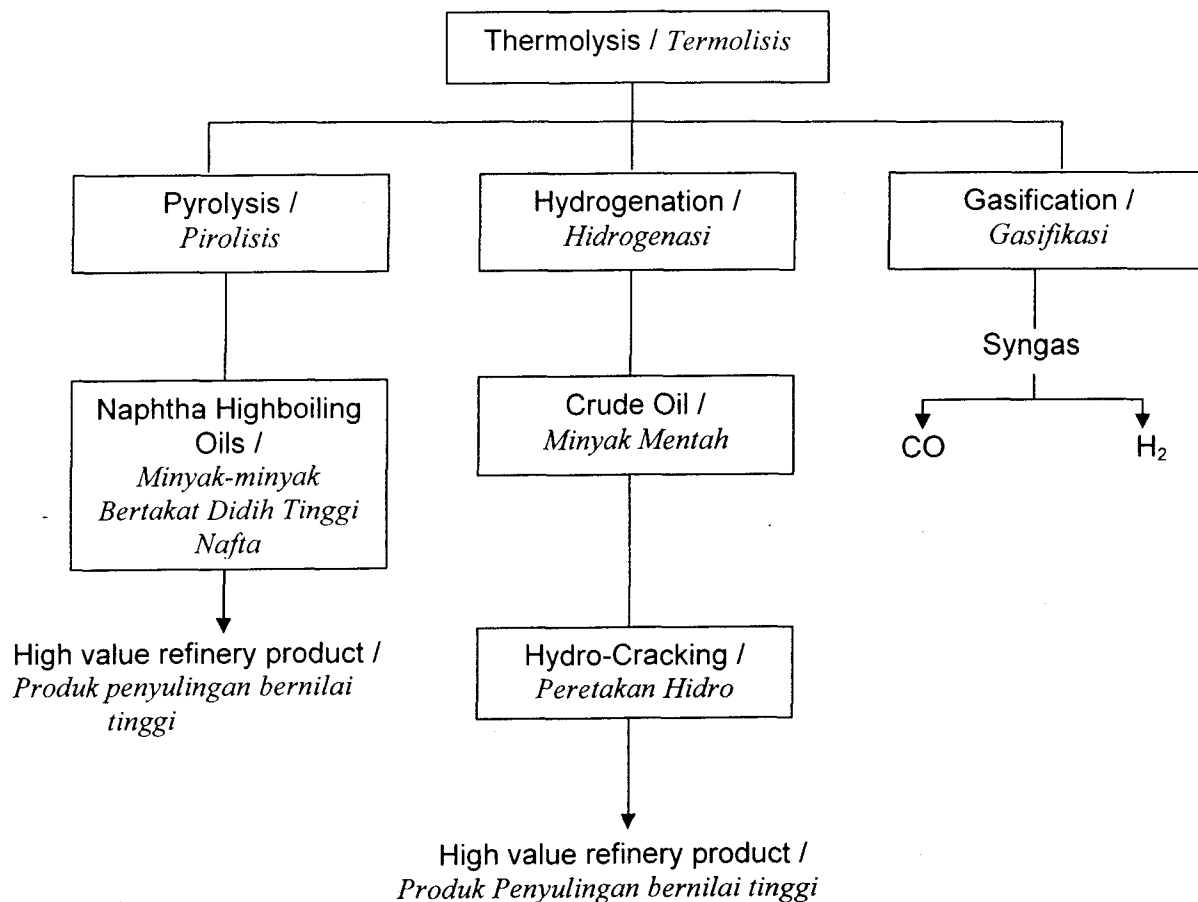 Thermolysis / Termolisis
Pyrolysis /
Pirolisis
Hydrogenation /
Hidrogenasi
Gasification /
Gasifikasi
Naphtha Highboiling
Oils /
Minyak-minyak
Bertakat Didih Tinggi
Nafta
Crude Oil /
Minyak Mentah
Syngas
CO
H₂
High value refinery product /
Produk penyulingan bernilai
tinggi
Hydro-Cracking /
Peretakan Hidro
High value refinery product /
Produk Penyulingan bernilai tinggi